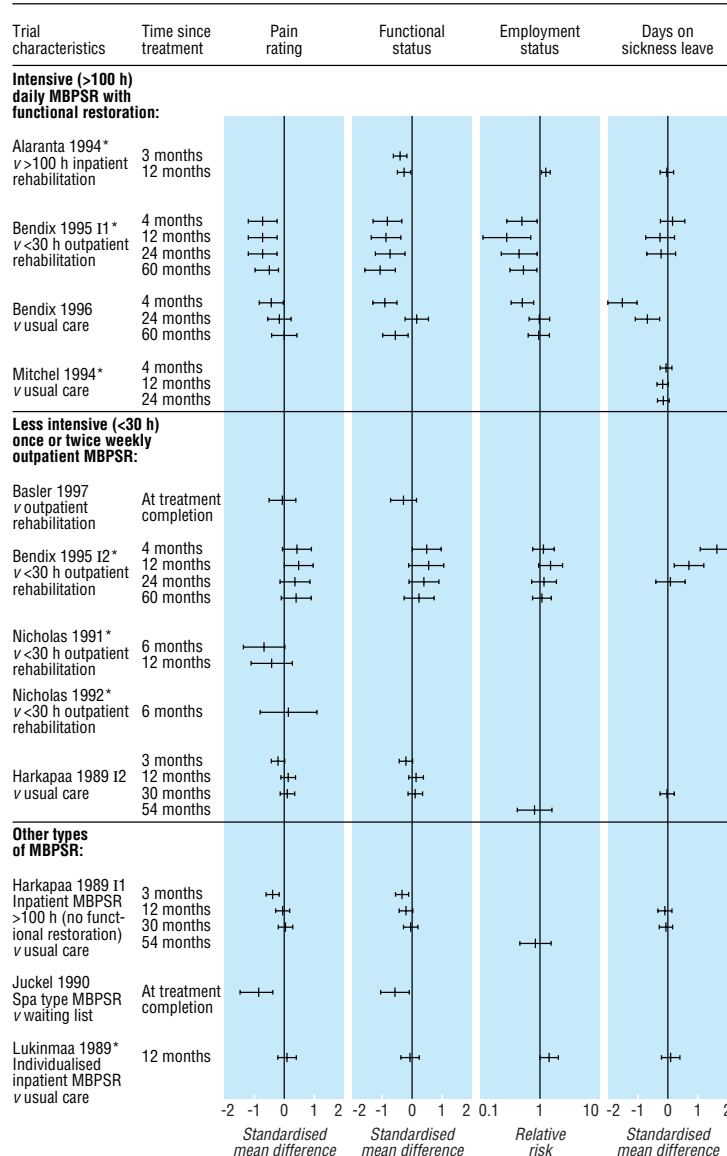 Trial characteristics
Time since treatment
Pain rating
Functional status
Employment status
Days on sickness leave
Intensive (>100 h)
daily MBPSR with
functional restoration:
Alaranta 1994*
v >100 h inpatient
rehabilitation
3 months
12 months
Bendix 1995 I1*
v <30 h outpatient
rehabilitation
4 months
12 months
24 months
60 months
Bendix 1996
v usual care
4 months
24 months
60 months
Mitchel 1994*
v usual care
4 months
12 months
24 months
Less intensive (<30 h)
once or twice weekly
outpatient MBPSR:
Basler 1997
v outpatient
rehabilitation
At treatment
completion
Bendix 1995 I2*
v <30 h outpatient
rehabilitation
4 months
12 months
24 months
60 months
Nicholas 1991*
v <30 h outpatient
rehabilitation
6 months
12 months
Nicholas 1992*
v <30 h outpatient
rehabilitation
6 months
Harkapaa 1989 I2
v usual care
3 months
12 months
30 months
54 months
Other types
of MBPSR:
Harkapaa 1989 I1
Inpatient MBPSR
>100 h (no funct-
ional restoration)
v usual care
3 months
12 months
30 months
54 months
Juckel 1990
Spa type MBPSR
v waiting list
At treatment
completion
Lukinmaa 1989*
Individualised
inpatient MBPSR
v usual care
12 months
-2 -1 0 1 2
-2 -1 0 1 2
0.1 1 10
-2 -1 0 1 2
Standardised
mean difference
Standardised
mean difference
Relative
risk
Standardised
mean difference